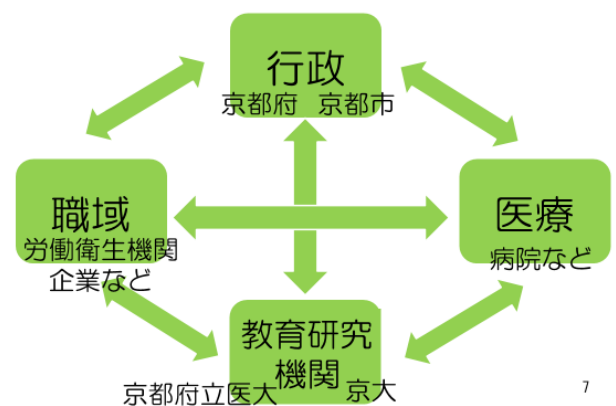 行政
京都府 京都市
職域
労働衛生機関
企業など
医療
病院など
教育研究
機関
京都府立医大 京大
7